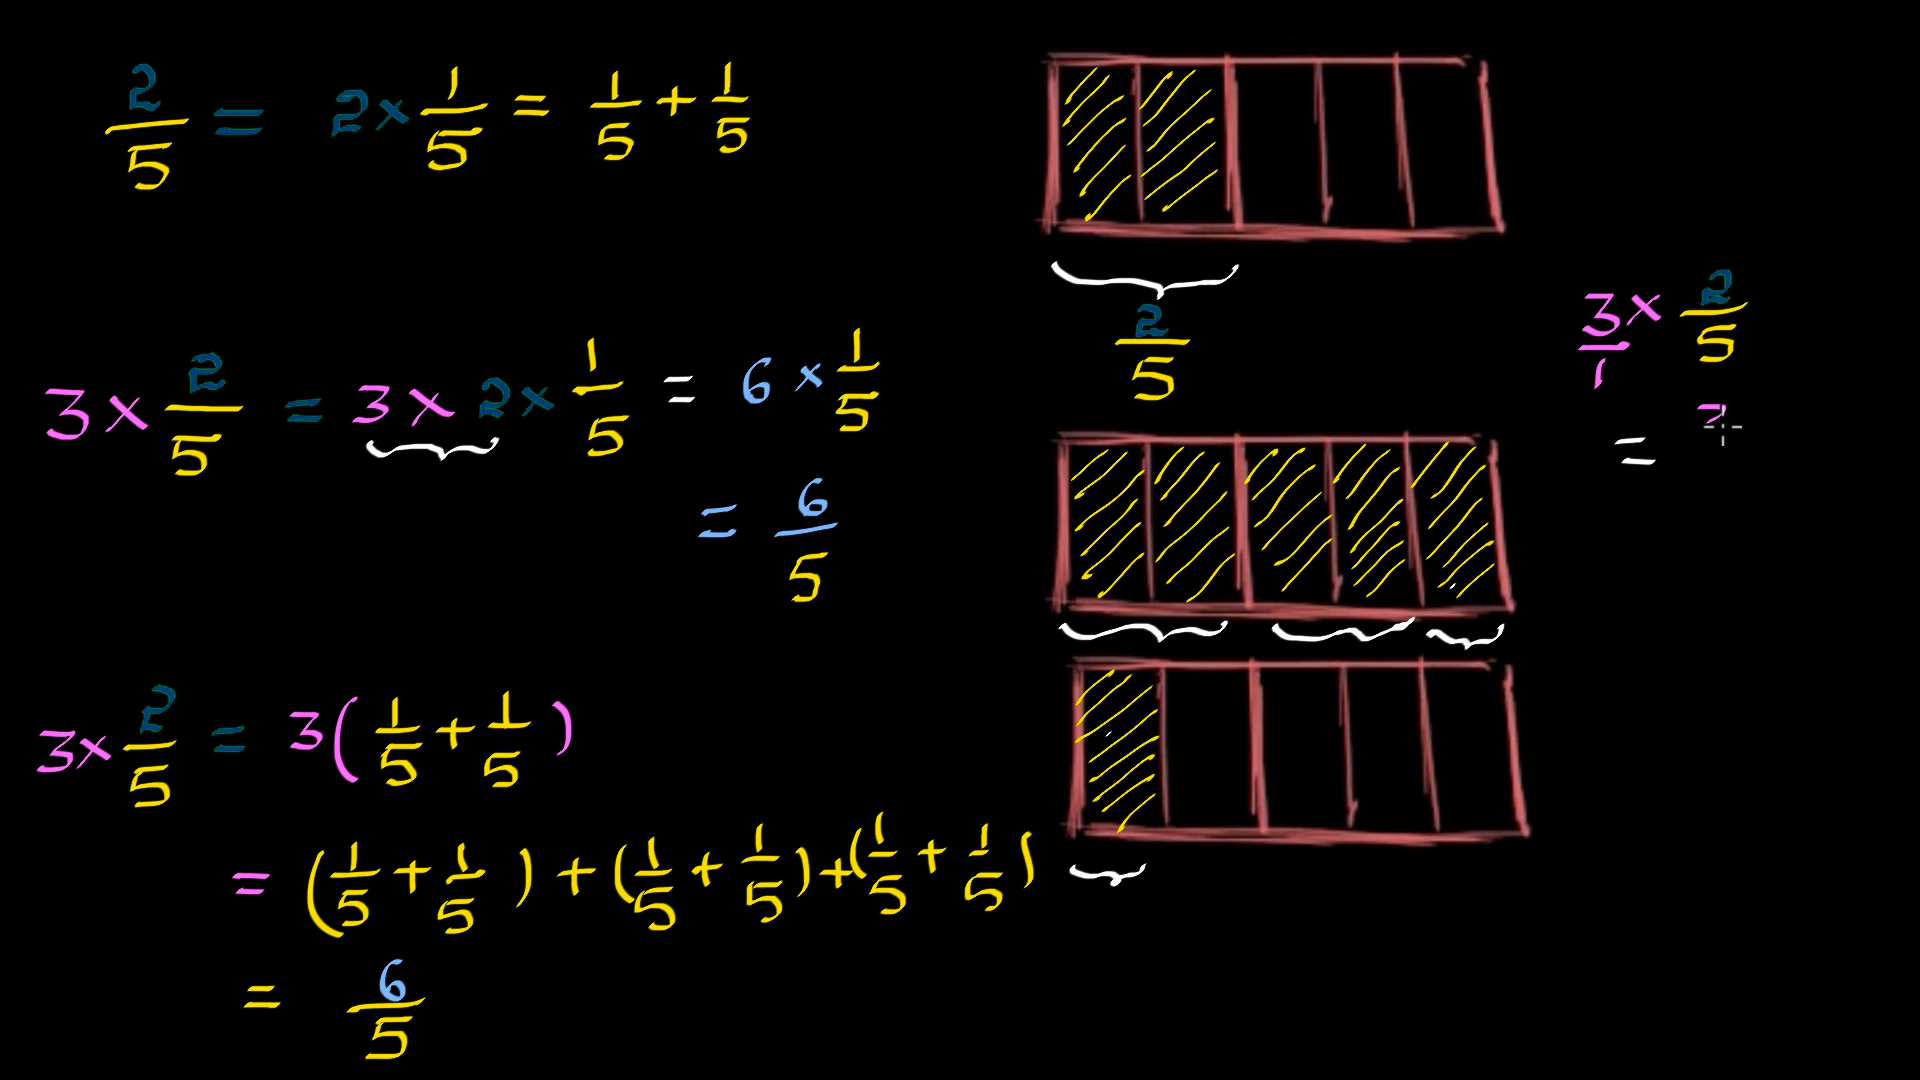 2/5 = 2 × 1/5 = 1/5 + 1/5
2/5
3 × 2/5 = 3 × 2 × 1/5 = 6 × 1/5
= 6/5
3/1 × 2/5
=
3 × 2/5 = 3(1/5 + 1/5)
= (1/5 + 1/5) + (1/5 + 1/5) + (1/5 + 1/5)
= 6/5